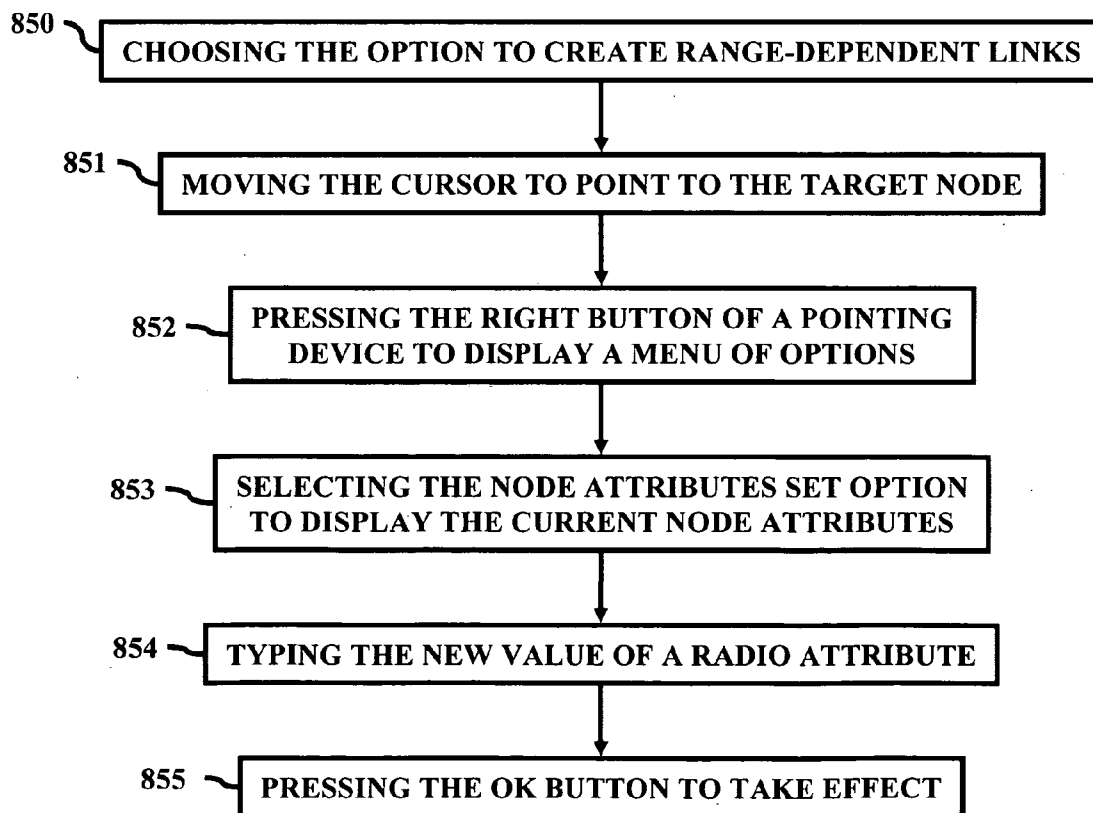 850
CHOOSING THE OPTION TO CREATE RANGE-DEPENDENT LINKS
851
MOVING THE CURSOR TO POINT TO THE TARGET NODE
852
PRESSING THE RIGHT BUTTON OF A POINTING
DEVICE TO DISPLAY A MENU OF OPTIONS
853
SELECTING THE NODE ATTRIBUTES SET OPTION
TO DISPLAY THE CURRENT NODE ATTRIBUTES
854
TYPING THE NEW VALUE OF A RADIO ATTRIBUTE
855
PRESSING THE OK BUTTON TO TAKE EFFECT